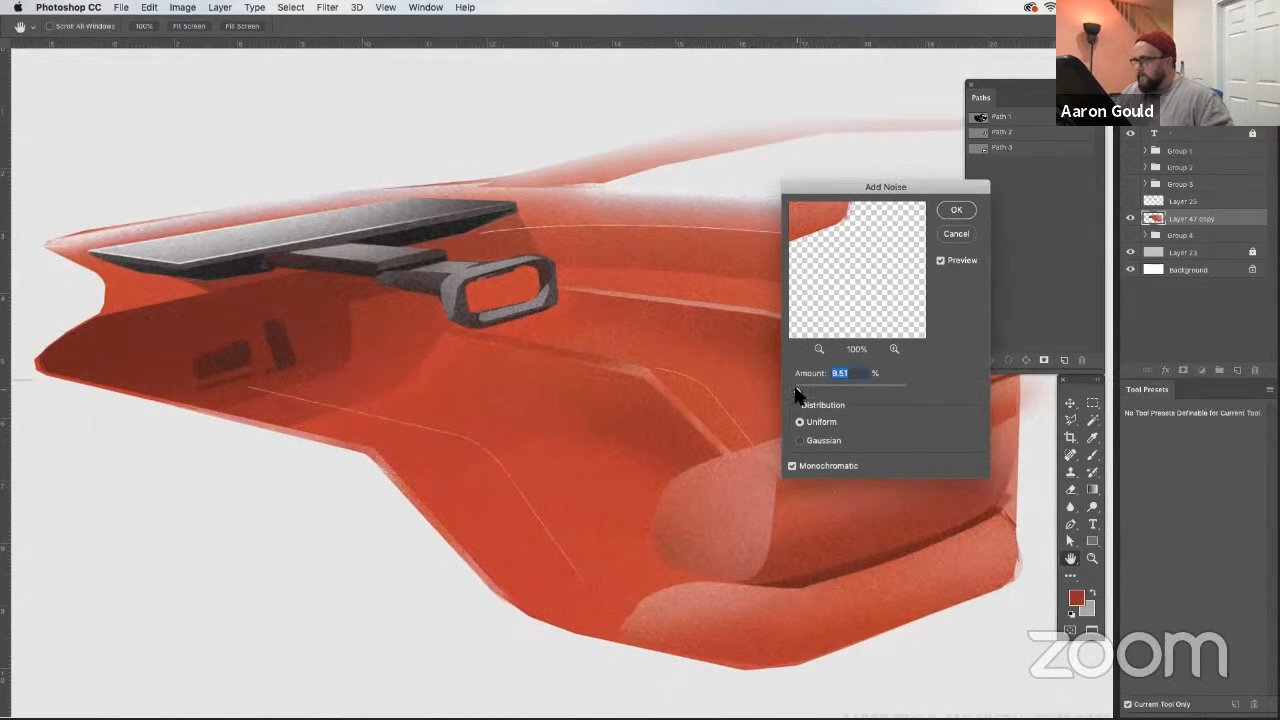 Photoshop CC File Edit Image Layer Type Select Filter 3D View Window Help
Scroll All Windows 100% Fit Screen Fill Screen
Aaron Gould
Paths
Path 1
Path 2
Path 3
T
Group 1
Group 2
Group 3
Layer 25
Layer 47 copy
Group 4
Layer 23
Background
Add Noise
OK
Cancel
Preview
100%
Amount: 9.51 %
Distribution
Uniform
Gaussian
Monochromatic
Tool Presets
No Tool Presets Definable for Current Tool.
Current Tool Only
zoom